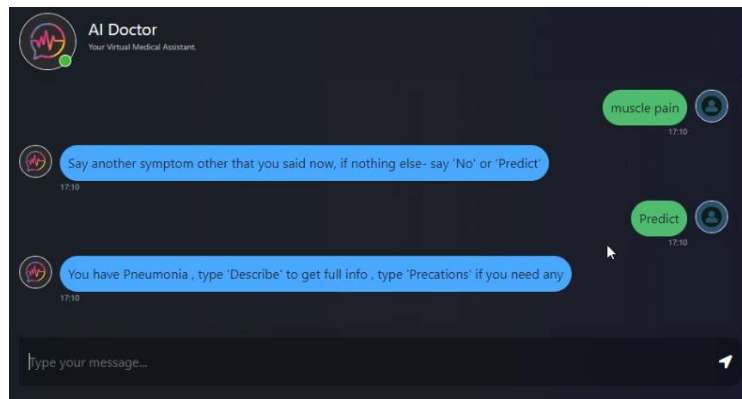 AI Doctor
Your Virtual Medical Assistant.
muscle pain
17:10
Say another symptom other that you said now, if nothing else- say 'No' or 'Predict'
17:10
Predict
17:10
You have Pneumonia , type 'Describe' to get full info , type 'Precations' if you need any
17:10
Type your message...